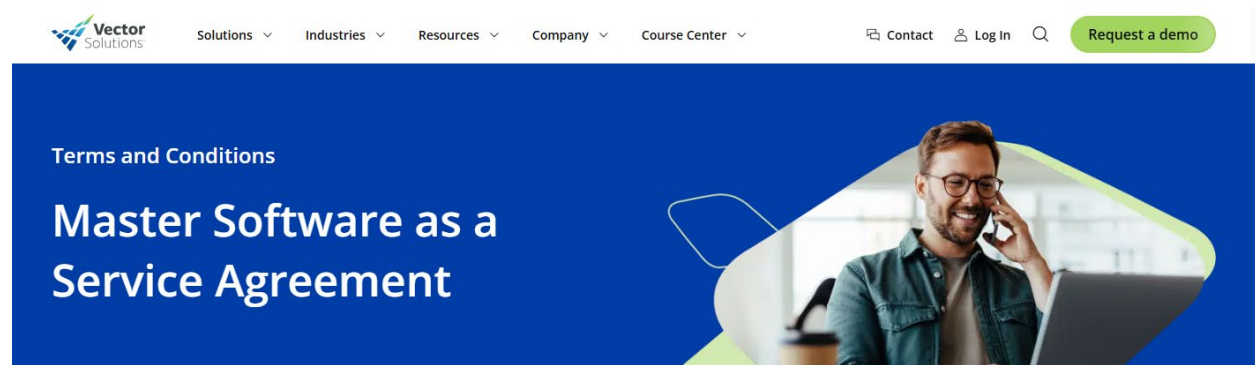 Vector
Solutions
Solutions
Industries
Resources
Company
Course Center
Contact
Log In
Request a demo
Terms and Conditions
Master Software as a
Service Agreement